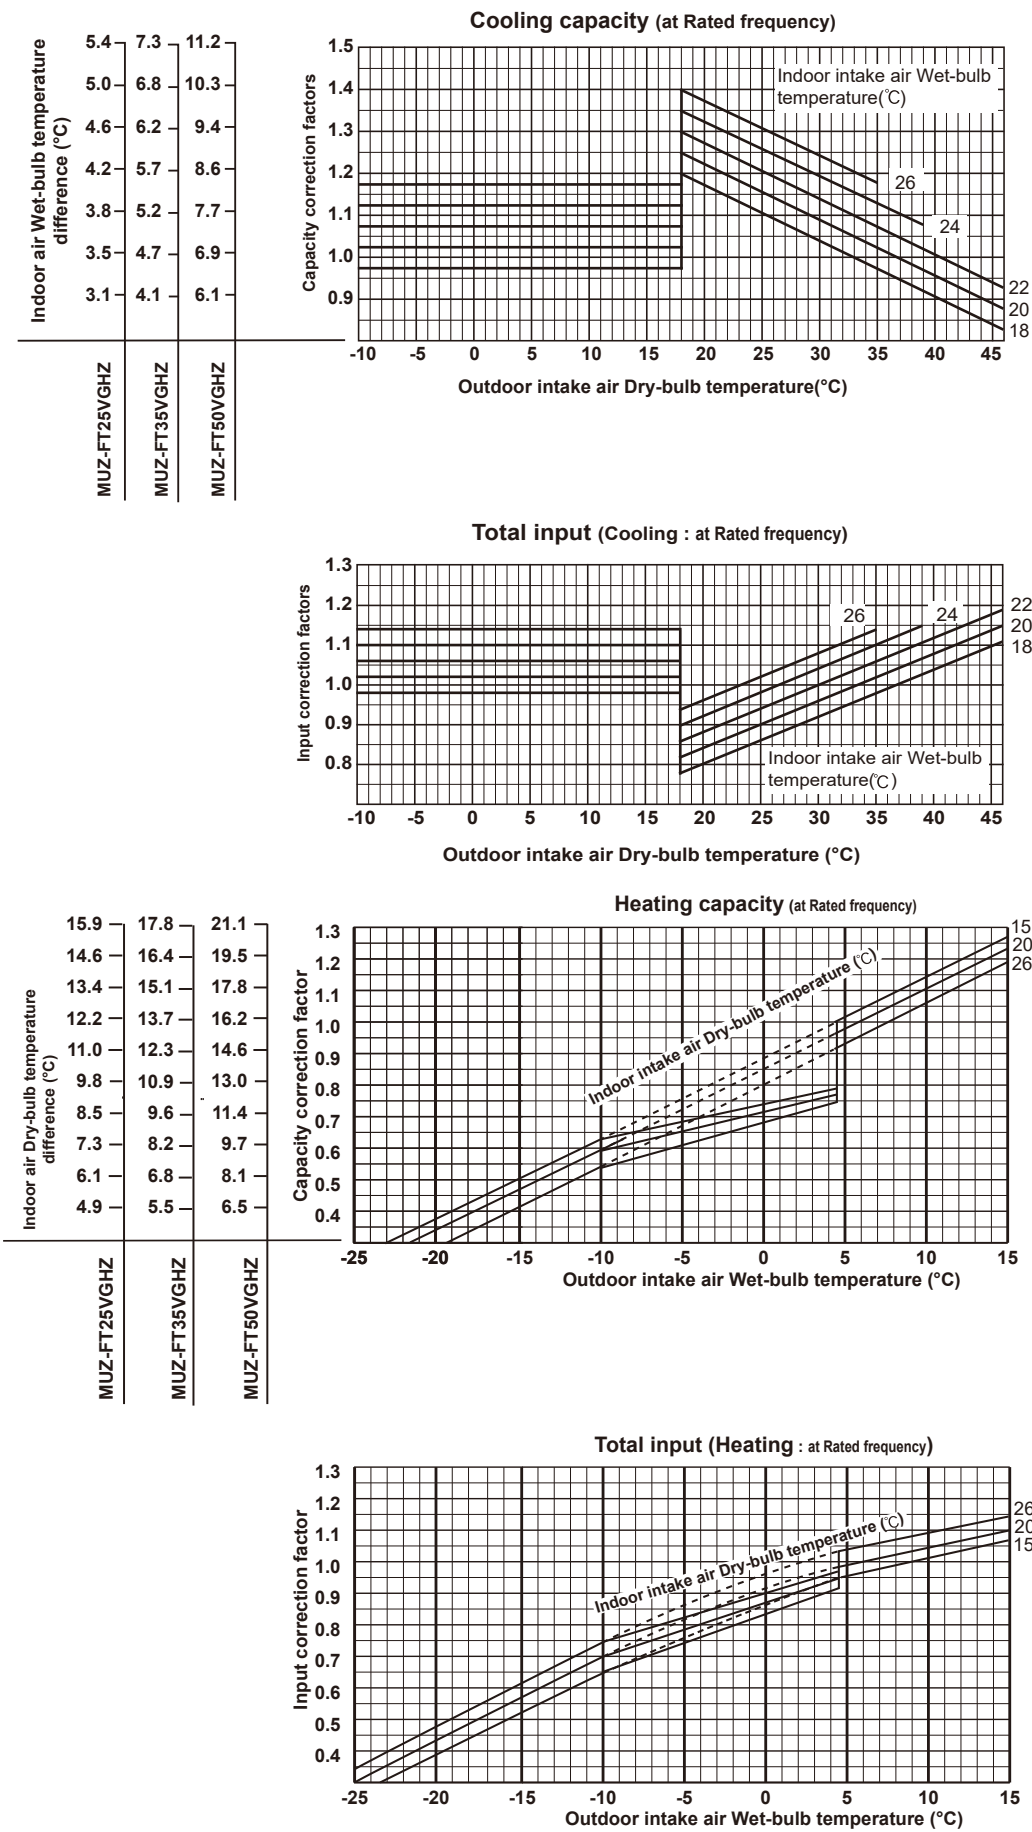 Cooling capacity (at Rated frequency)
Indoor air Wet-bulb temperature
difference (°C)
5.4 7.3 11.2
5.0 6.8 10.3
4.6 6.2 9.4
4.2 5.7 8.6
3.8 5.2 7.7
3.5 4.7 6.9
3.1 4.1 6.1
MUZ-FT25VGHZ
MUZ-FT35VGHZ
MUZ-FT50VGHZ
Capacity correction factors
1.5
1.4
1.3
1.2
1.1
1.0
0.9
Indoor intake air Wet-bulb
temperature(℃)
26
24
22
20
18
-10 -5 0 5 10 15 20 25 30 35 40 45
Outdoor intake air Dry-bulb temperature(°C)
Total input (Cooling : at Rated frequency)
Input correction factors
1.3
1.2
1.1
1.0
0.9
0.8
26 24
22
20
18
Indoor intake air Wet-bulb
temperature(℃)
-10 -5 0 5 10 15 20 25 30 35 40 45
Outdoor intake air Dry-bulb temperature (°C)
Heating capacity (at Rated frequency)
Indoor air Dry-bulb temperature
difference (°C)
15.9 17.8 21.1
14.6 16.4 19.5
13.4 15.1 17.8
12.2 13.7 16.2
11.0 12.3 14.6
9.8 10.9 13.0
8.5 9.6 11.4
7.3 8.2 9.7
6.1 6.8 8.1
4.9 5.5 6.5
MUZ-FT25VGHZ
MUZ-FT35VGHZ
MUZ-FT50VGHZ
Capacity correction factor
1.3
1.2
1.1
1.0
0.9
0.8
0.7
0.6
0.5
0.4
Indoor intake air Dry-bulb temperature (℃)
15
20
26
-25 -20 -15 -10 -5 0 5 10 15
Outdoor intake air Wet-bulb temperature (°C)
Total input (Heating : at Rated frequency)
Input correction factor
1.3
1.2
1.1
1.0
0.9
0.8
0.7
0.6
0.5
0.4
Indoor intake air Dry-bulb temperature (℃)
26
20
15
-25 -20 -15 -10 -5 0 5 10 15
Outdoor intake air Wet-bulb temperature (°C)